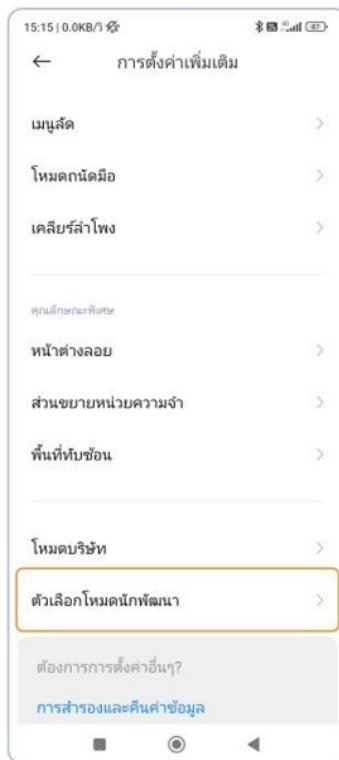 15:15 | 0.0KB/วิ
87
การตั้งค่าเพิ่มเติม
เมนูลัด
โหมดถนัดมือ
เคลียร์ลำโพง
คุณลักษณะพิเศษ
หน้าต่างลอย
ส่วนขยายหน่วยความจำ
พื้นที่ทับซ้อน
โหมดบริษัท
ตัวเลือกโหมดนักพัฒนา
ต้องการการตั้งค่าอื่นๆ?
การสำรองและคืนค่าข้อมูล